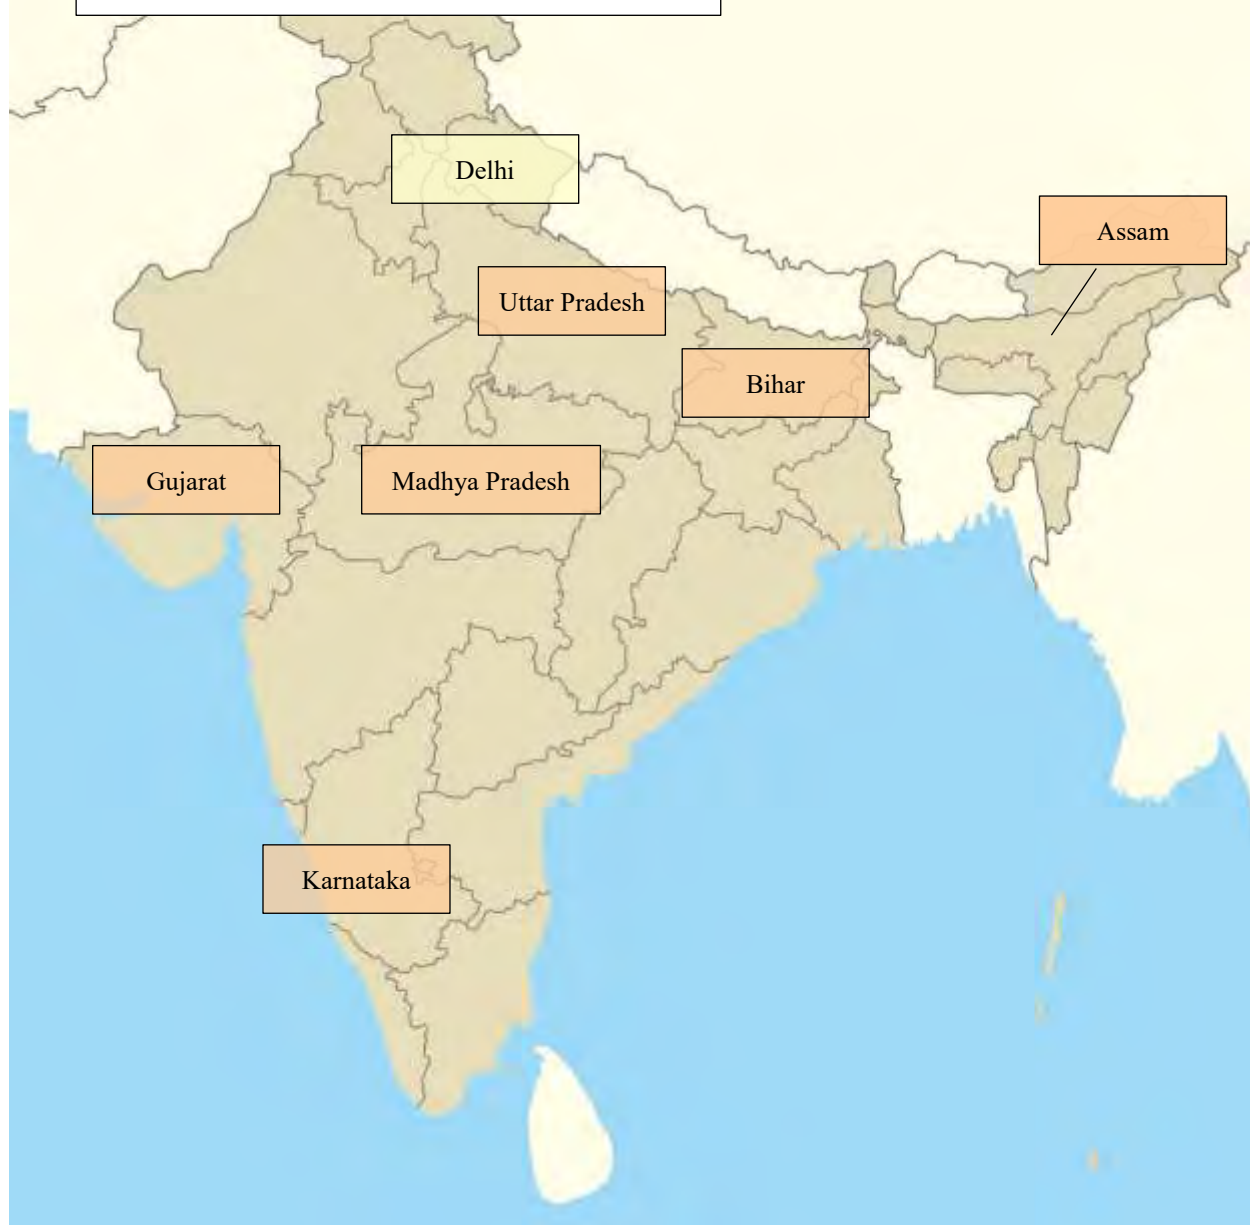 Delhi
Assam
Uttar Pradesh
Bihar
Gujarat
Madhya Pradesh
Karnataka